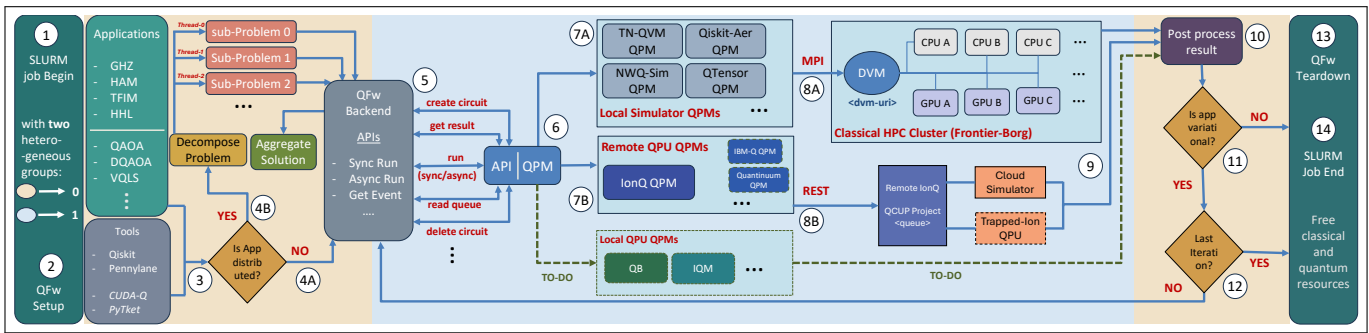 1
SLURM
job Begin
with two
hetero-
-geneous
groups:
0
1
2
QFw
Setup
Applications
- GHZ
- HAM
- TFIM
- HHL
- QAOA
- DQAOA
- VQLS
⋮
Tools
- Qiskit
- Pennylane
- CUDA-Q
- PyTket
3
Thread-0
sub-Problem 0
Thread-1
Sub-Problem 1
Thread-2
Sub-Problem 2
...
Decompose
Problem
Aggregate
Solution
YES
4B
Is App
distrib
uted?
NO
4A
5
QFw
Backend
APIs
- Sync Run
- Async Run
- Get Event
....
create circuit
get result
run
(sync/async)
read queue
delete circuit
⋮
6
API | QPM
TO-DO
7A
TN-QVM
QPM
Qiskit-Aer
QPM
NWQ-Sim
QPM
QTensor
QPM
...
Local Simulator QPMs
Remote QPU QPMs
IonQ QPM
IBM-Q QPM
Quantinuum
QPM
...
7B
Local QPU QPMs
QB
IQM
...
MPI
8A
DVM
<dvm-uri>
CPU A
CPU B
CPU C
...
GPU A
GPU B
GPU C
...
Classical HPC Cluster (Frontier-Borg)
REST
8B
Remote IonQ
QCUP Project
<queue>
Cloud
Simulator
Trapped-Ion
QPU
9
TO-DO
Post process
result
10
Is app
variati
onal?
NO
11
YES
Last
Iterati
on?
YES
NO
12
13
QFw
Teardown
14
SLURM
Job End
Free
classical
and
quantum
resources